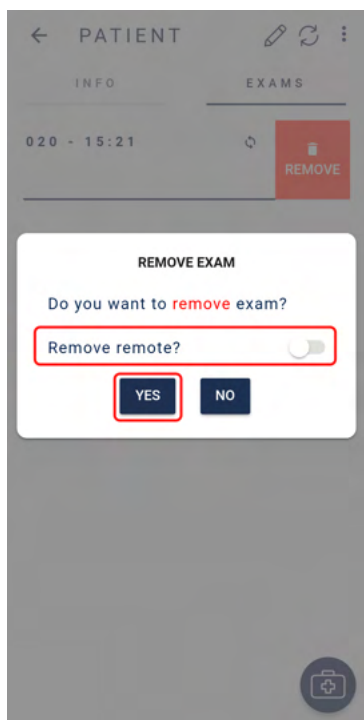 PATIENT
INFO EXAMS
020 - 15:21
REMOVE
REMOVE EXAM
Do you want to remove exam?
Remove remote?
YES NO